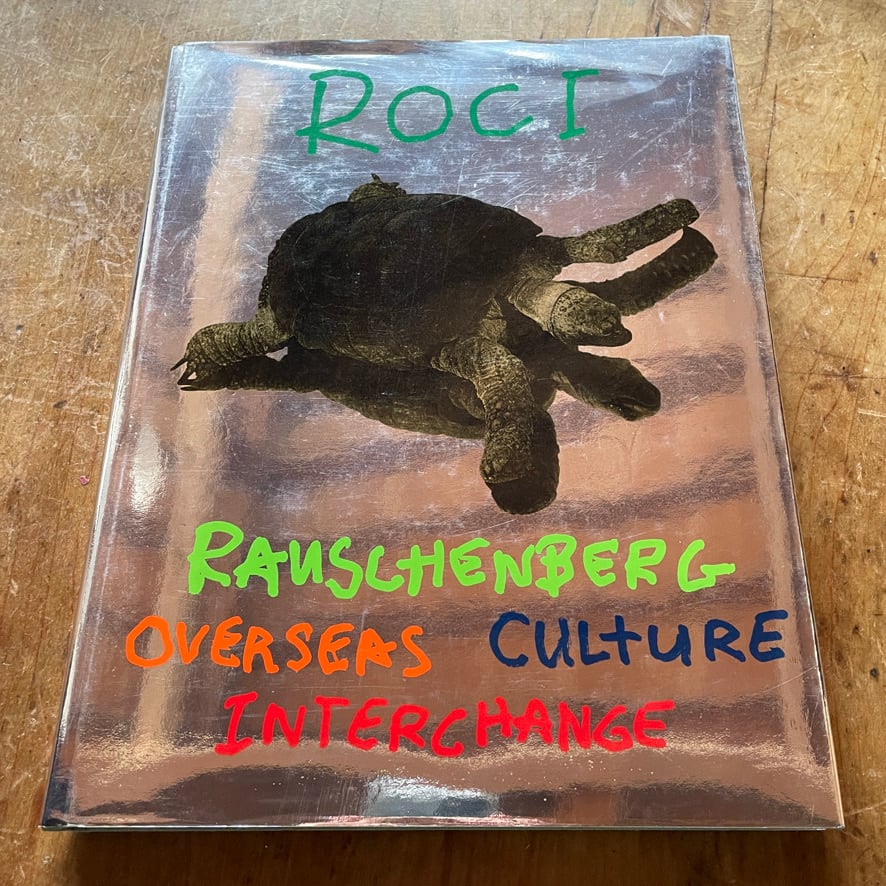 ROCI
RAUSCHENBERG
OVERSEAS CULTURE
INTERCHANGE